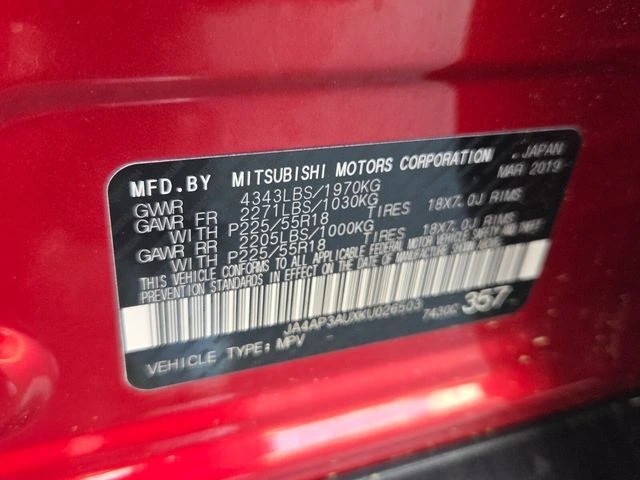 MFD. BY MITSUBISHI MOTORS CORPORATION , JAPAN
GVWR 4343LBS/1970KG MAR 2019
GAWR FR 2271LBS/1030KG
WITH P225/55R18 TIRES 18X7.0J RIMS
GAWR RR 2205LBS/1000KG
WITH P225/55R18 TIRES 18X7.0J RIMS
THIS VEHICLE CONFORMS TO ALL APPLICABLE FEDERAL MOTOR VEHICLE SAFETY AND THEFT
PREVENTION STANDARDS IN EFFECT ON THE DATE OF MANUFACTURE SHOWN ABOVE.
JA4AP3AUXKU026503
VEHICLE TYPE: MPV 7430C 357